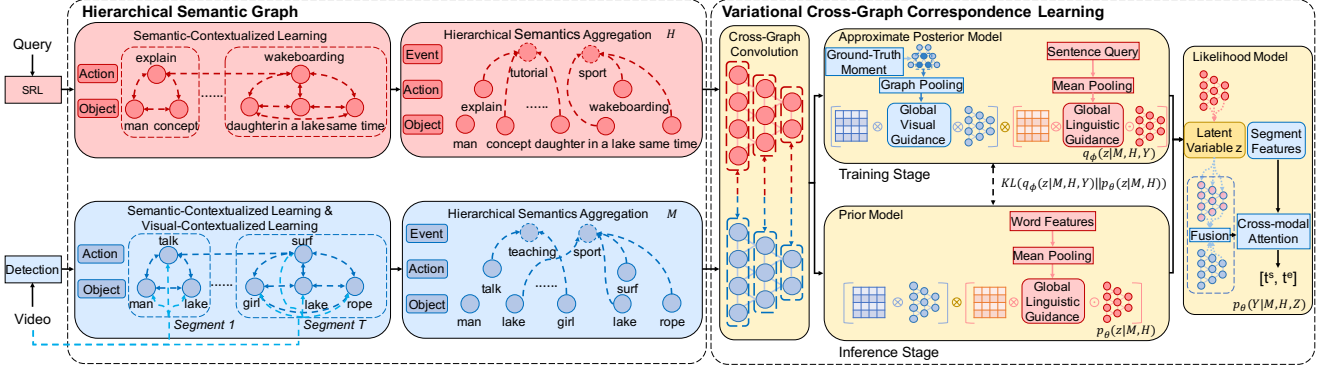 Hierarchical Semantic Graph
Query
SRL
Semantic-Contextualized Learning
Action
Object
explain
wakeboarding
......
man
concept
daughter
in a lake
same time
Hierarchical Semantics Aggregation H
Event
Action
Object
tutorial
sport
explain
......
wakeboarding
man
concept
daughter
in a lake
same time
Detection
Video
Semantic-Contextualized Learning &
Visual-Contextualized Learning
Action
Object
talk
surf
......
man
lake
girl
lake
rope
Segment 1
Segment T
Hierarchical Semantics Aggregation M
Event
Action
Object
teaching
sport
talk
......
surf
man
lake
girl
lake
rope
Variational Cross-Graph Correspondence Learning
Cross-Graph
Convolution
Approximate Posterior Model
Ground-Truth
Moment
Graph Pooling
Global
Visual
Guidance
Sentence Query
Mean Pooling
Global
Linguistic
Guidance
qϕ(z|M,H,Y)
Training Stage
KL(qϕ(z|M,H,Y)||pθ(z|M,H))
Prior Model
Word Features
Mean Pooling
Global
Linguistic
Guidance
pθ(z|M,H)
Inference Stage
Likelihood Model
Latent
Variable z
Segment
Features
Fusion
Cross-modal
Attention
[tˢ, tᵉ]
pθ(Y|M,H,Z)